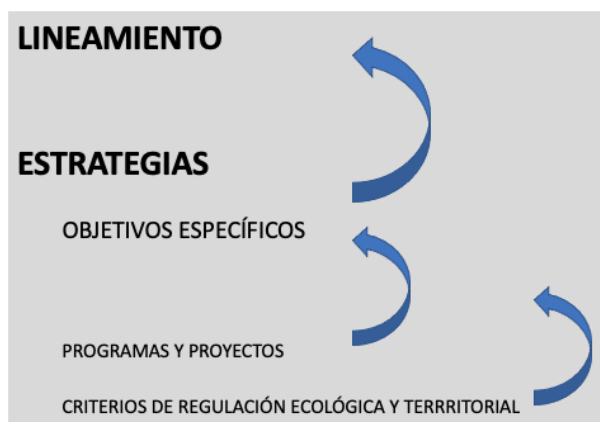 LINEAMIENTO
ESTRATEGIAS
OBJETIVOS ESPECÍFICOS
PROGRAMAS Y PROYECTOS
CRITERIOS DE REGULACIÓN ECOLÓGICA Y TERRRITORIAL